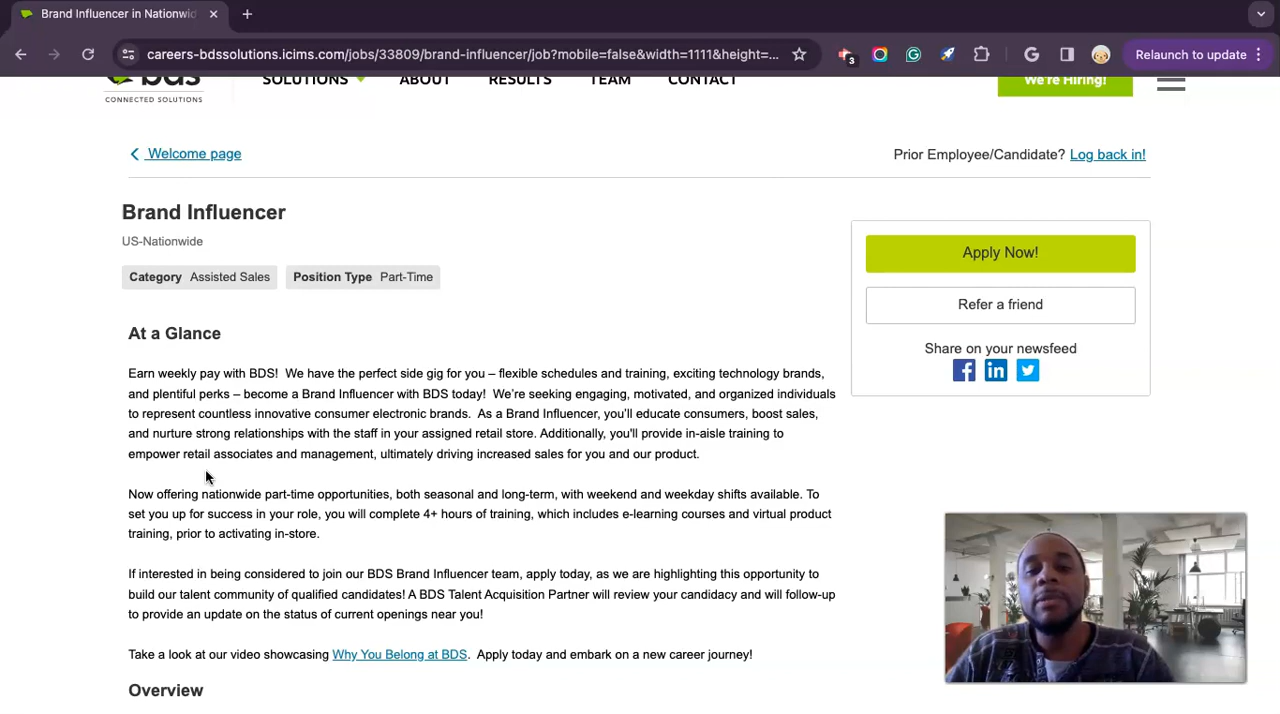 Brand Influencer in Nationwid
careers-bdssolutions.icims.com/jobs/33809/brand-influencer/job?mobile=false&width=1111&height=...
3
Relaunch to update
bds
CONNECTED SOLUTIONS
SOLUTIONS ABOUT RESULTS TEAM CONTACT
We're Hiring!
Welcome page
Prior Employee/Candidate? Log back in!
Brand Influencer
US-Nationwide
Category Assisted Sales Position Type Part-Time
Apply Now!
Refer a friend
Share on your newsfeed
At a Glance
Earn weekly pay with BDS! We have the perfect side gig for you – flexible schedules and training, exciting technology brands,
and plentiful perks – become a Brand Influencer with BDS today! We’re seeking engaging, motivated, and organized individuals
to represent countless innovative consumer electronic brands. As a Brand Influencer, you’ll educate consumers, boost sales,
and nurture strong relationships with the staff in your assigned retail store. Additionally, you'll provide in-aisle training to
empower retail associates and management, ultimately driving increased sales for you and our product.
Now offering nationwide part-time opportunities, both seasonal and long-term, with weekend and weekday shifts available. To
set you up for success in your role, you will complete 4+ hours of training, which includes e-learning courses and virtual product
training, prior to activating in-store.
If interested in being considered to join our BDS Brand Influencer team, apply today, as we are highlighting this opportunity to
build our talent community of qualified candidates! A BDS Talent Acquisition Partner will review your candidacy and will follow-up
to provide an update on the status of current openings near you!
Take a look at our video showcasing Why You Belong at BDS. Apply today and embark on a new career journey!
Overview